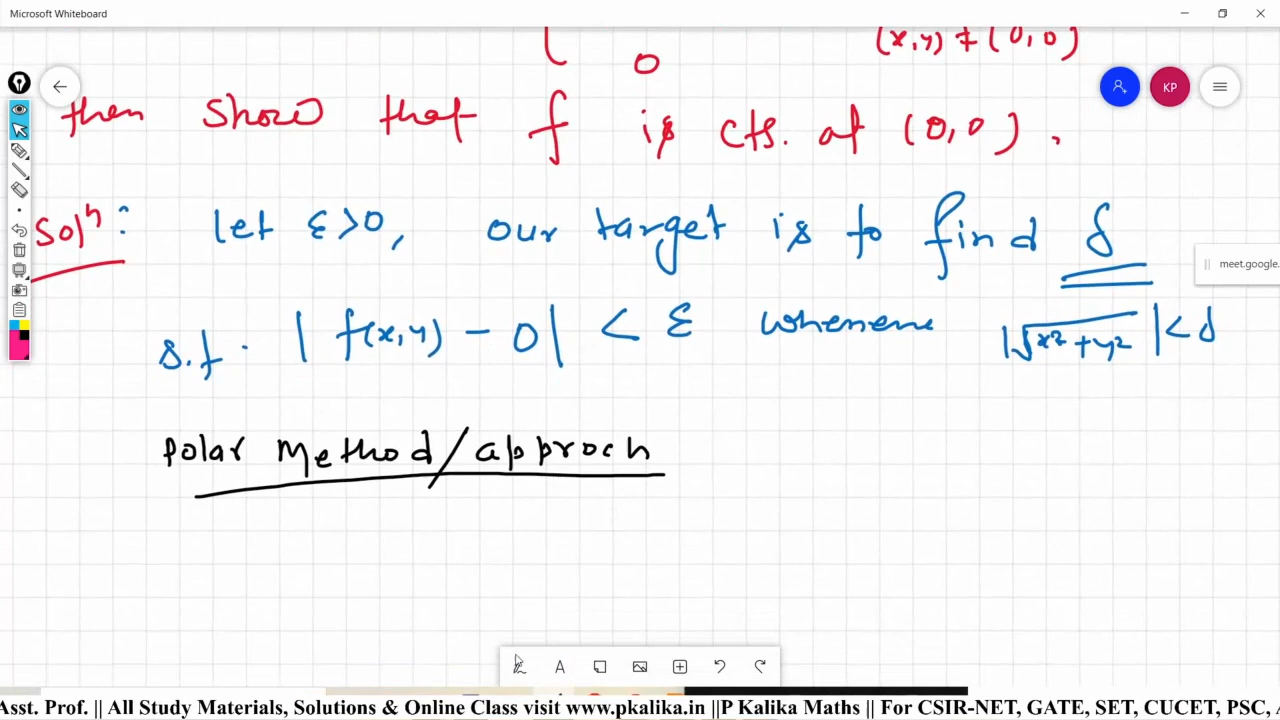 Microsoft Whiteboard
0 (x,y) ≠ (0,0)
then show that f is cts. at (0,0).
KP
Solⁿ: let ε>0, our target is to find δ
meet.google.
s.t. |f(x,y) - 0| < ε whenever |√x²+y²| < δ
Polar Method/approch
A
Asst. Prof. || All Study Materials, Solutions & Online Class visit www.pkalika.in ||P Kalika Maths || For CSIR-NET, GATE, SET, CUCET, PSC,